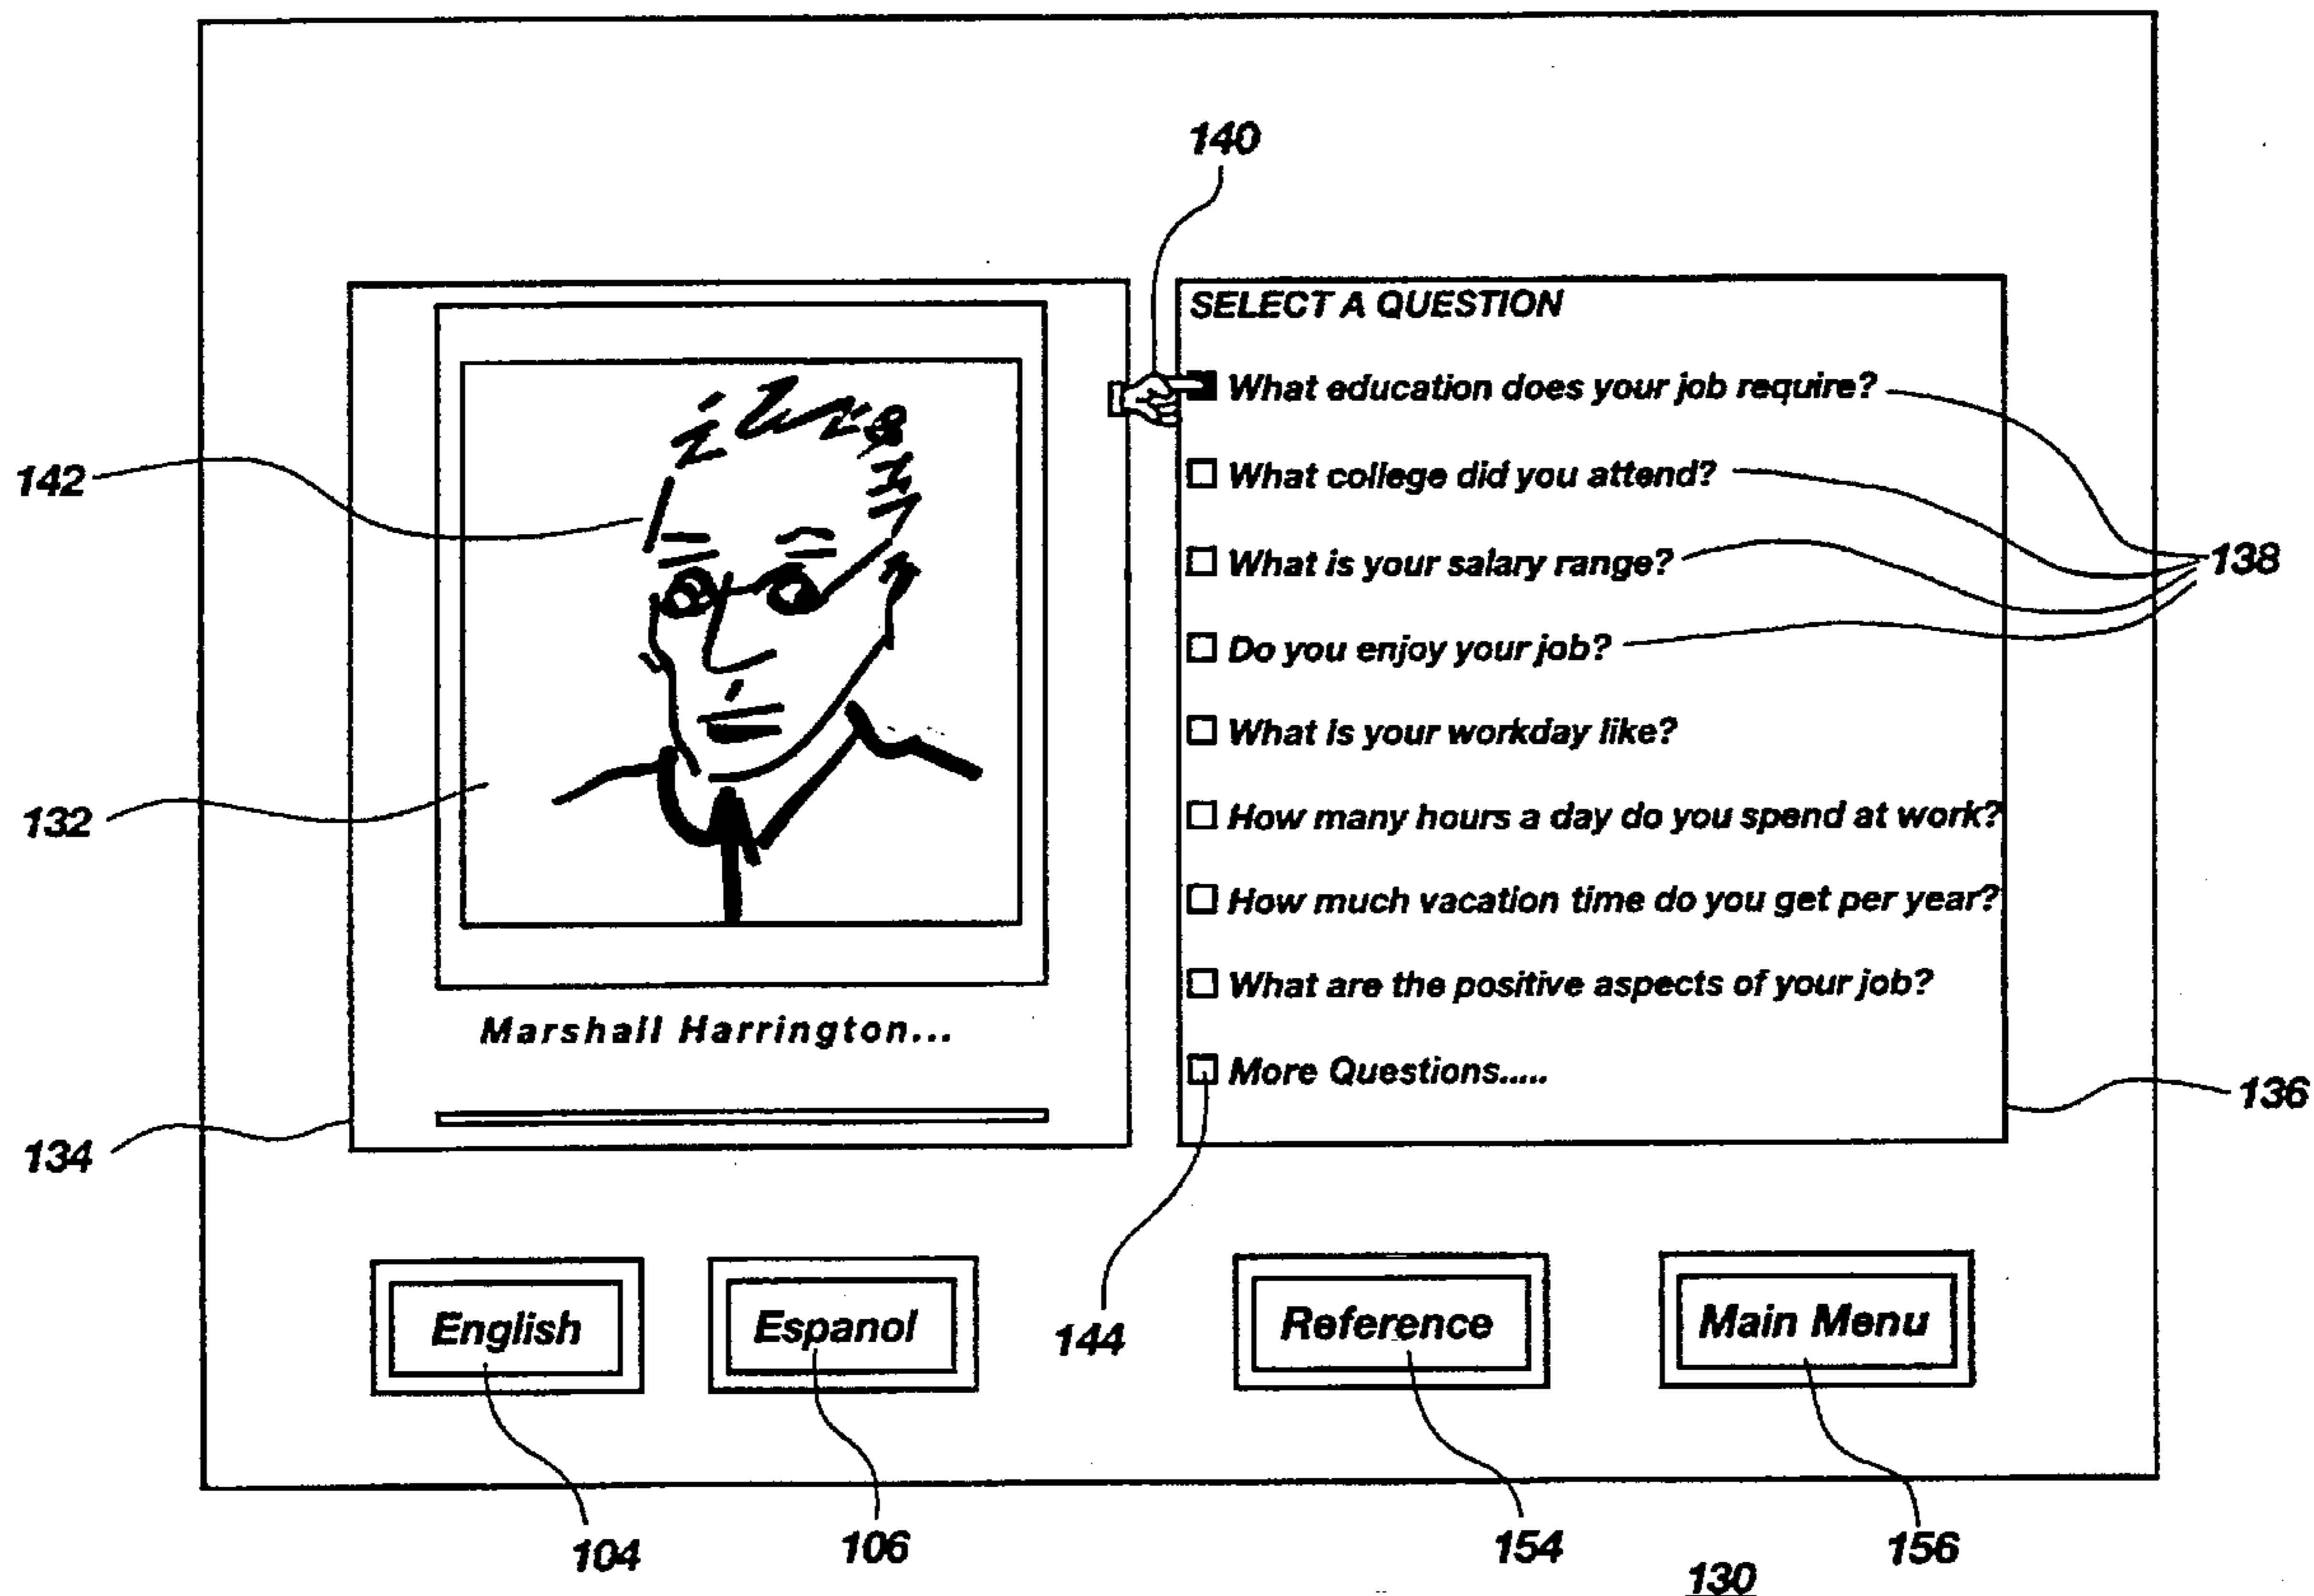 140
SELECT A QUESTION
What education does your job require?
142
What college did you attend?
What is your salary range?
138
Do you enjoy your job?
What is your workday like?
132
How many hours a day do you spend at work?
How much vacation time do you get per year?
What are the positive aspects of your job?
Marshall Harrington...
More Questions.....
136
134
English
Espanol
144
Reference
Main Menu
104
106
154
156
130